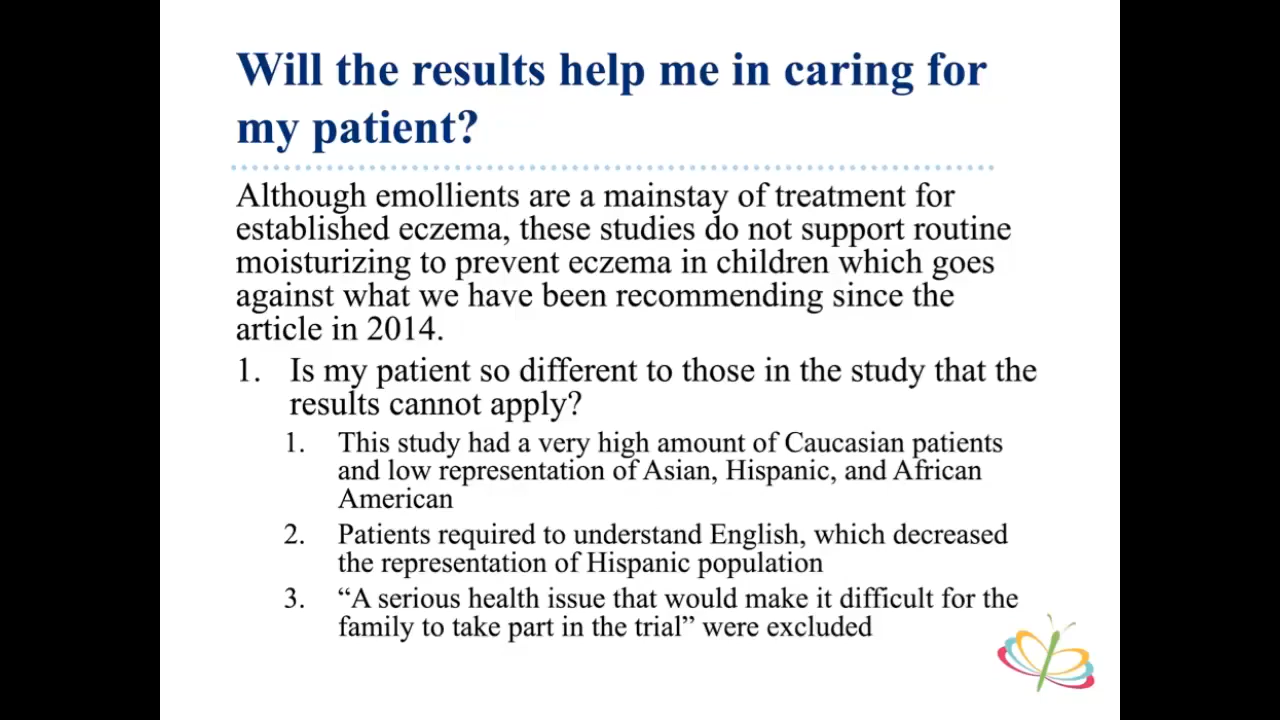 Will the results help me in caring for
my patient?
Although emollients are a mainstay of treatment for
established eczema, these studies do not support routine
moisturizing to prevent eczema in children which goes
against what we have been recommending since the
article in 2014.
1. Is my patient so different to those in the study that the
results cannot apply?
1. This study had a very high amount of Caucasian patients
and low representation of Asian, Hispanic, and African
American
2. Patients required to understand English, which decreased
the representation of Hispanic population
3. “A serious health issue that would make it difficult for the
family to take part in the trial” were excluded